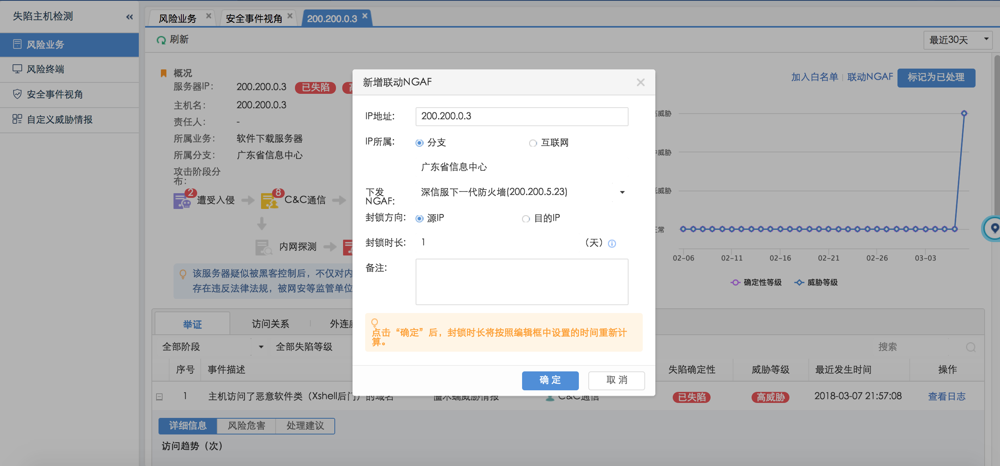 失陷主机检测
风险业务
风险终端
安全事件视角
自定义威胁情报
风险业务 安全事件视角 200.200.0.3
刷新
最近30天
概况
加入白名单 联动NGAF 标记为已处理
服务器IP: 200.200.0.3 已失陷
主机名: 200.200.0.3
责任人: -
所属业务: 软件下载服务器
所属分支: 广东省信息中心
攻击阶段分
布:
2 遭受入侵
8 C&C通信
内网探测
该服务器疑似被黑客控制后，不仅对内
存在违反法律法规，被网安等监管单位
新增联动NGAF
IP地址: 200.200.0.3
IP所属: 分支 互联网
广东省信息中心
下发
NGAF: 深信服下一代防火墙(200.200.5.23)
封锁方向: 源IP 目的IP
封锁时长: 1 （天）
备注:
点击“确定”后，封锁时长将按照编辑框中设置的时间重新计
算。
确 定 取 消
威胁
威胁
威胁
常
02-06 02-11 02-16 02-21 02-26 03-03
确定性等级 威胁等级
举证 访问关系 外连
全部阶段 全部失陷等级 搜索
序号 事件描述 失陷确定性 威胁等级 最近发生时间 操作
1 主机访问了恶意软件类（Xshell后门）的域名 僵木蠕威胁情报 C&C通信 已失陷 高威胁 2018-03-07 21:57:08 查看日志
详细信息 风险危害 处理建议
访问趋势（次）